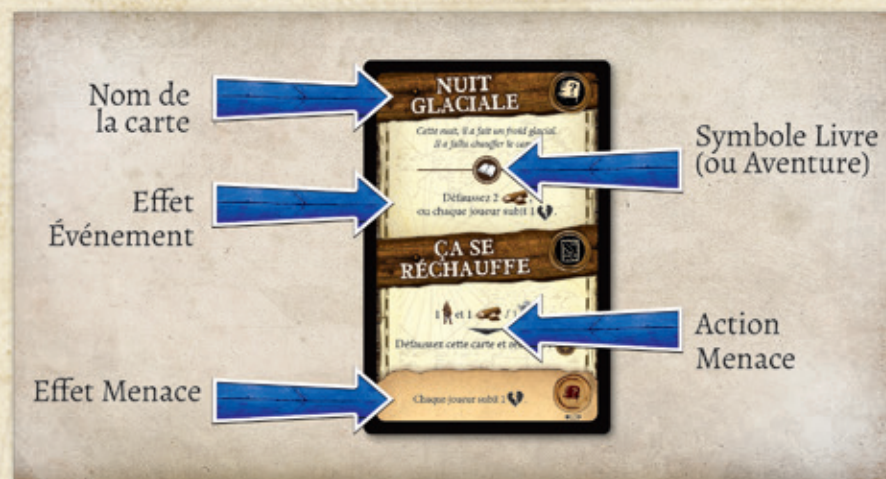 Nom de
la carte
Effet
Événement
Effet Menace
NUIT
GLACIALE
Cette nuit, il a fait un froid glacial.
Il a fallu chauffer le
Défaussez 2
ou chaque joueur subit 1
ÇA SE
RÉCHAUFFE
1 et 1 / 1
Défaussez cette carte et
Chaque joueur subit 2
Symbole Livre
(ou Aventure)
Action
Menace